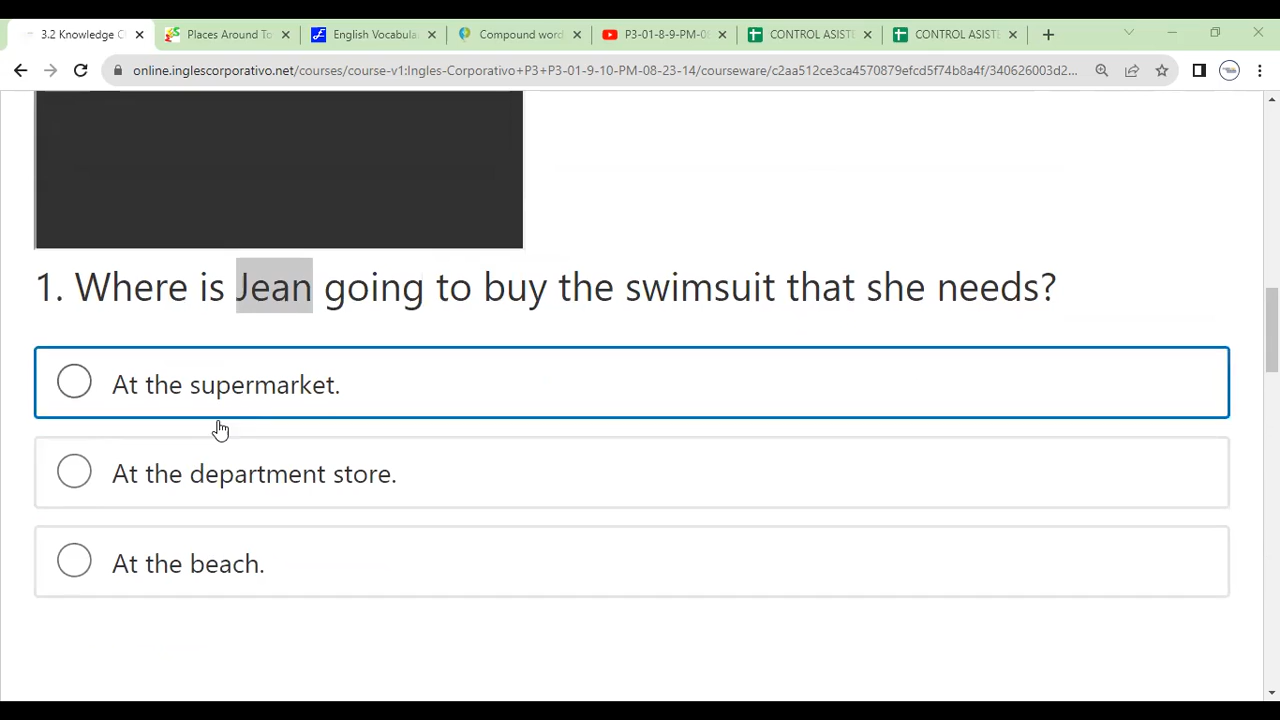 3.2 Knowledge C
Places Around To
English Vocabula
Compound word
P3-01-8-9-PM-0
CONTROL ASIST
CONTROL ASISTE
online.inglescorporativo.net/courses/course-v1:Ingles-Corporativo+P3+P3-01-9-10-PM-08-23-14/courseware/c2aa512ce3ca4570879efcd5f74b8a4f/340626003d2...
1. Where is Jean going to buy the swimsuit that she needs?
At the supermarket.
At the department store.
At the beach.